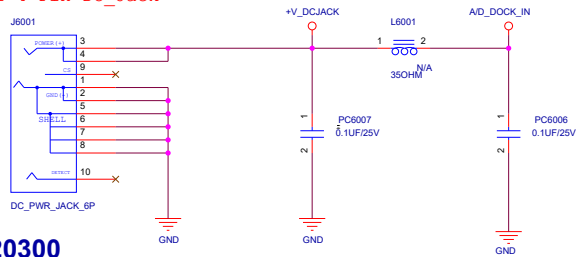 J6001
+V_DCJACK
L6001
A/D_DOCK_IN
POWER(+)
3
4
CS
9
1
GND(-)
2
5
SHELL
6
7
8
DETECT
10
DC_PWR_JACK_6P
1
2
N/A
35OHM
1
PC6007
0.1UF/25V
2
1
PC6006
0.1UF/25V
2
GND
GND
GND